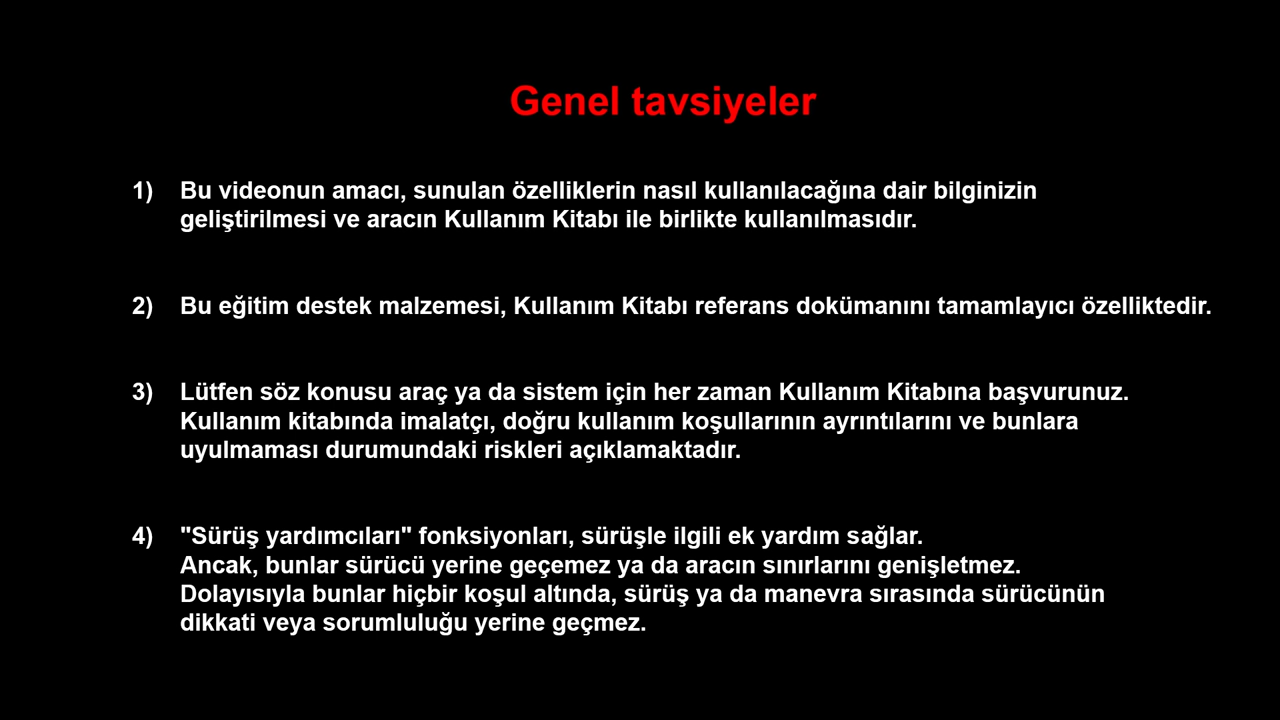 Genel tavsiyeler
1) Bu videonun amacı, sunulan özelliklerin nasıl kullanılacağına dair bilginizin
geliştirilmesi ve aracın Kullanım Kitabı ile birlikte kullanılmasıdır.
2) Bu eğitim destek malzemesi, Kullanım Kitabı referans dokümanını tamamlayıcı özelliktedir.
3) Lütfen söz konusu araç ya da sistem için her zaman Kullanım Kitabına başvurunuz.
Kullanım kitabında imalatçı, doğru kullanım koşullarının ayrıntılarını ve bunlara
uyulmaması durumundaki riskleri açıklamaktadır.
4) "Sürüş yardımcıları" fonksiyonları, sürüşle ilgili ek yardım sağlar.
Ancak, bunlar sürücü yerine geçemez ya da aracın sınırlarını genişletmez.
Dolayısıyla bunlar hiçbir koşul altında, sürüş ya da manevra sırasında sürücünün
dikkati veya sorumluluğu yerine geçmez.